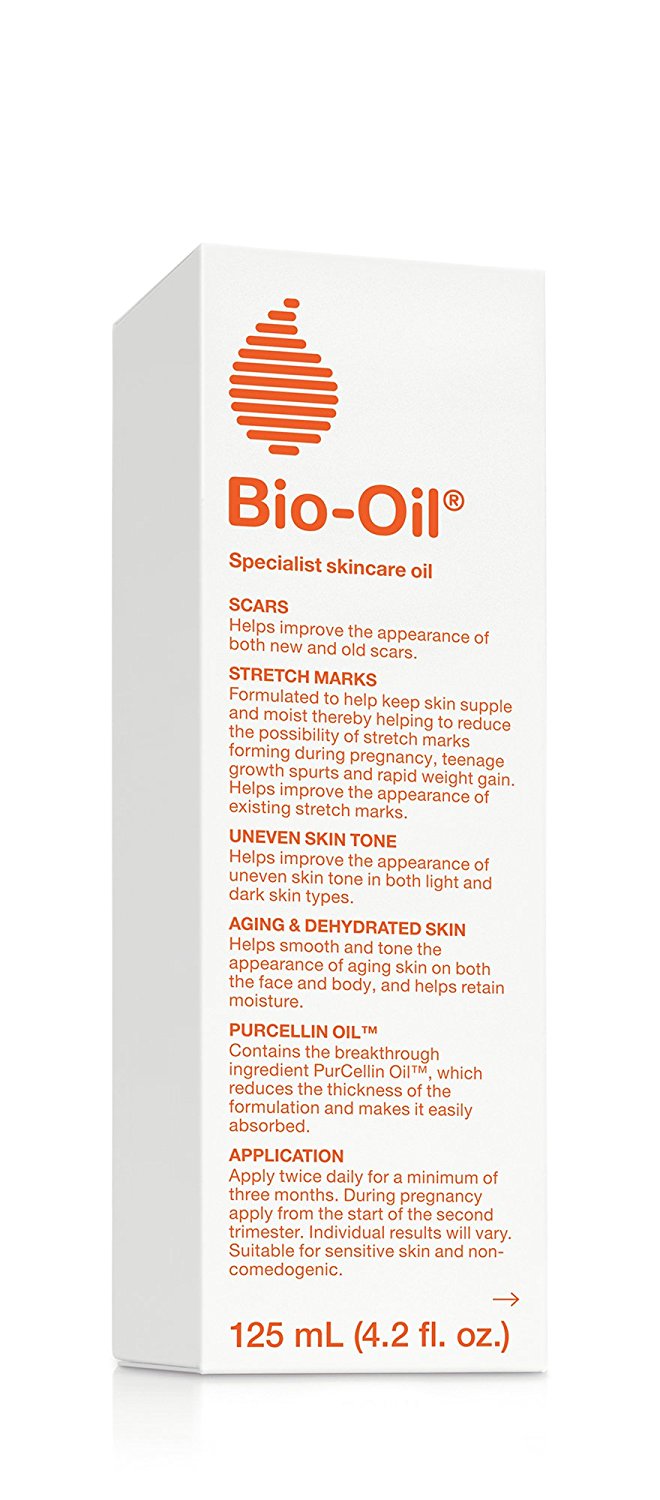 Bio-Oil®
Specialist skincare oil
SCARS
Helps improve the appearance of
both new and old scars.
STRETCH MARKS
Formulated to help keep skin supple
and moist thereby helping to reduce
the possibility of stretch marks
forming during pregnancy, teenage
growth spurts and rapid weight gain.
Helps improve the appearance of
existing stretch marks.
UNEVEN SKIN TONE
Helps improve the appearance of
uneven skin tone in both light and
dark skin types.
AGING & DEHYDRATED SKIN
Helps smooth and tone the
appearance of aging skin on both
the face and body, and helps retain
moisture.
PURCELLIN OIL™
Contains the breakthrough
ingredient PurCellin Oil™, which
reduces the thickness of the
formulation and makes it easily
absorbed.
APPLICATION
Apply twice daily for a minimum of
three months. During pregnancy
apply from the start of the second
trimester. Individual results will vary.
Suitable for sensitive skin and non-
comedogenic.
125 mL (4.2 fl. oz.)